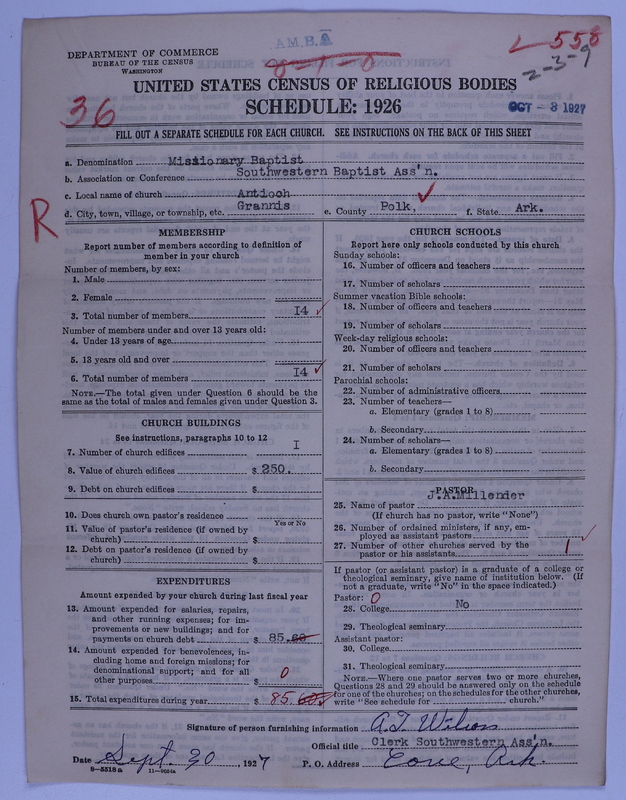 A.B.M.A.
8-1-0
L-558
2-3-9
DEPARTMENT OF COMMERCE
BUREAU OF THE CENSUS
WASHINGTON
UNITED STATES CENSUS OF RELIGIOUS BODIES
SCHEDULE: 1926
36
OCT -3 1927
FILL OUT A SEPARATE SCHEDULE FOR EACH CHURCH. SEE INSTRUCTIONS ON THE BACK OF THIS SHEET
a. Denomination Missionary Baptist
b. Association or Conference Southwestern Baptist Ass'n.
c. Local name of church Antioch
d. City, town, village, or township, etc. Grannis e. County Polk, f. State Ark.
R
MEMBERSHIP
Report number of members according to definition of
member in your church
Number of members, by sex:
1. Male
2. Female
3. Total number of members 14
Number of members under and over 13 years old:
4. Under 13 years of age
5. 13 years old and over
6. Total number of members 14
NOTE.—The total given under Question 6 should be
same as the total of males and females given under Question 3.
CHURCH BUILDINGS
See instructions, paragraphs 10 to 12
7. Number of church edifices I
8. Value of church edifices $ 250.
9. Debt on church edifices $
10. Does church own pastor's residence
Yes or No
11. Value of pastor's residence (if owned by
church) $
12. Debt on pastor's residence (if owned by
church) $
EXPENDITURES
Amount expended by your church during last fiscal year
13. Amount expended for salaries, repairs,
and other running expenses; for im-
provements or new buildings; and for
payments on church debt $ 85.60
14. Amount expended for benevolences, in-
cluding home and foreign missions; for
denominational support; and for all
other purposes $ 0
15. Total expenditures during year $ 85.60
CHURCH SCHOOLS
Report here only schools conducted by this church
Sunday schools:
16. Number of officers and teachers
17. Number of scholars
Summer vacation Bible schools:
18. Number of officers and teachers
19. Number of scholars
Week-day religious schools:
20. Number of officers and teachers
21. Number of scholars
Parochial schools:
22. Number of administrative officers
23. Number of teachers—
a. Elementary (grades 1 to 8)
b. Secondary
24. Number of scholars—
a. Elementary (grades 1 to 8)
b. Secondary
PASTOR
25. Name of pastor J.A.Millender
(If church has no pastor, write "None")
26. Number of ordained ministers, if any, em-
ployed as assistant pastors
27. Number of other churches served by the
pastor or his assistants 1
If pastor (or assistant pastor) is a graduate of a college or
theological seminary, give name of institution below. (If
not a graduate, write "No" in the space indicated.)
Pastor: 0
28. College No
29. Theological seminary
Assistant pastor:
30. College
31. Theological seminary
NOTE.—Where one pastor serves two or more churches,
Questions 28 and 29 should be answered only on the schedule
for one of the churches; on the schedules for the other churches,
write "See schedule for church."
Signature of person furnishing information A.T. Wilson
Official title Clerk Southwestern Ass'n.
Date Sept. 30, 1927 P. O. Address Cove, Ark.
8—5518a 11—9034a